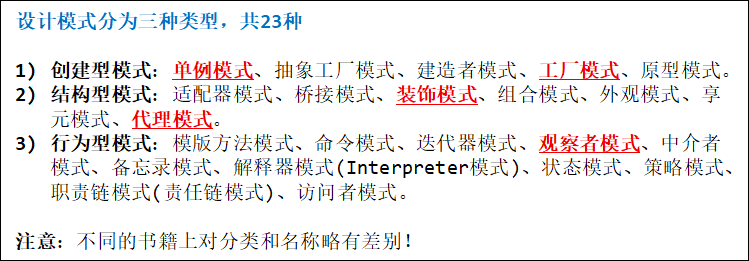 设计模式分为三种类型，共23种
1) 创建型模式：单例模式、抽象工厂模式、建造者模式、工厂模式、原型模式。
2) 结构型模式：适配器模式、桥接模式、装饰模式、组合模式、外观模式、享
元模式、代理模式。
3) 行为型模式：模版方法模式、命令模式、迭代器模式、观察者模式、中介者
模式、备忘录模式、解释器模式(Interpreter模式)、状态模式、策略模式、
职责链模式(责任链模式)、访问者模式。
注意：不同的书籍上对分类和名称略有差别！